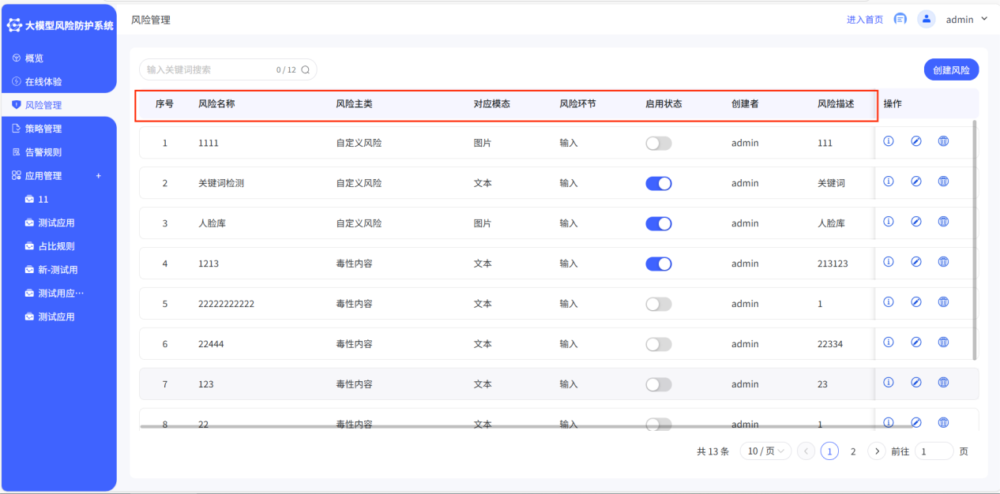 大模型风险防护系统
风险管理
进入首页 admin
概览
在线体验
风险管理
策略管理
告警规则
应用管理 +
11
测试应用
占比规则
新-测试用
测试用应…
测试应用
输入关键词搜索 0 / 12
创建风险
序号 风险名称 风险主类 对应模态 风险环节 启用状态 创建者 风险描述 操作
1 1111 自定义风险 图片 输入 admin 111
2 关键词检测 自定义风险 文本 输入 admin 关键词
3 人脸库 自定义风险 图片 输入 admin 人脸库
4 1213 毒性内容 文本 输入 admin 213123
5 22222222222 毒性内容 文本 输入 admin 1
6 22444 毒性内容 文本 输入 admin 22334
7 123 毒性内容 文本 输入 admin 23
8 22 毒性内容 文本 输入 admin 1
共 13 条 10 / 页 1 2 前往 1 页